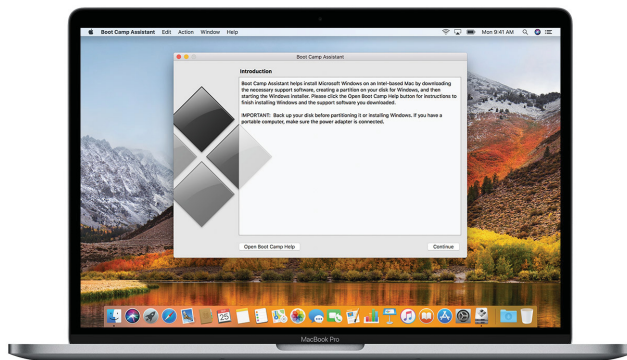 Boot Camp Assistant Edit Action Window Help
Mon 9:41 AM
Boot Camp Assistant
Introduction
Boot Camp Assistant helps install Microsoft Windows on an Intel-based Mac by downloading
the necessary support software, creating a partition on your disk for Windows, and then
starting the Windows installer. Please click the Open Boot Camp Help button for instructions to
finish installing Windows and the support software you downloaded.
IMPORTANT: Back up your disk before partitioning it or installing Windows. If you have a
portable computer, make sure the power adapter is connected.
Open Boot Camp Help
Continue
25
MacBook Pro